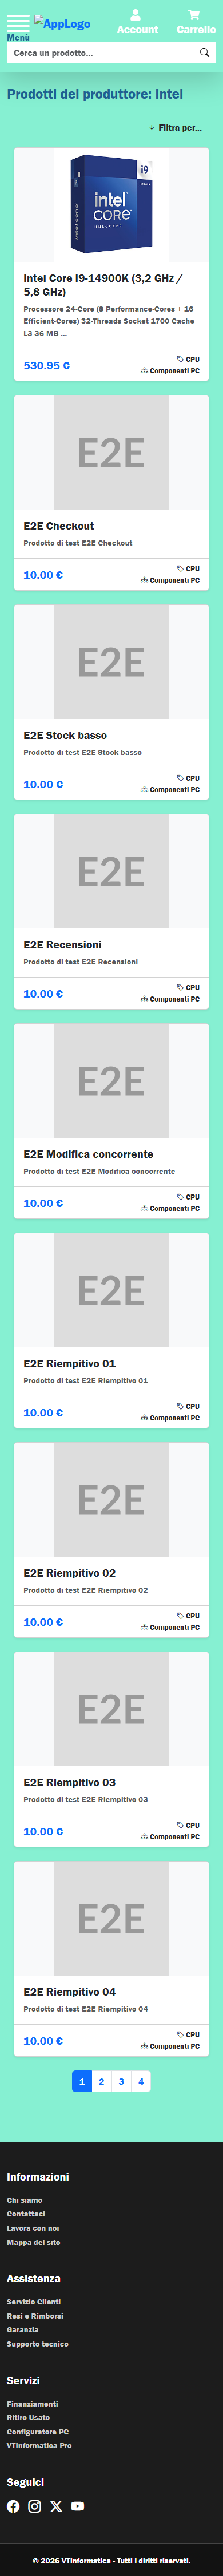 AppLogo
Menù
Account
Carrello
Cerca un prodotto...
Prodotti del produttore: Intel
Filtra per...
i9
intel
CORE
UNLOCKED
Intel Core i9-14900K (3,2 GHz /
5,8 GHz)
Processore 24-Core (8 Performance-Cores + 16
Efficient-Cores) 32-Threads Socket 1700 Cache
L3 36 MB ...
530.95 €
CPU
Componenti PC
E2E
E2E Checkout
Prodotto di test E2E Checkout
10.00 €
CPU
Componenti PC
E2E
E2E Stock basso
Prodotto di test E2E Stock basso
10.00 €
CPU
Componenti PC
E2E
E2E Recensioni
Prodotto di test E2E Recensioni
10.00 €
CPU
Componenti PC
E2E
E2E Modifica concorrente
Prodotto di test E2E Modifica concorrente
10.00 €
CPU
Componenti PC
E2E
E2E Riempitivo 01
Prodotto di test E2E Riempitivo 01
10.00 €
CPU
Componenti PC
E2E
E2E Riempitivo 02
Prodotto di test E2E Riempitivo 02
10.00 €
CPU
Componenti PC
E2E
E2E Riempitivo 03
Prodotto di test E2E Riempitivo 03
10.00 €
CPU
Componenti PC
E2E
E2E Riempitivo 04
Prodotto di test E2E Riempitivo 04
10.00 €
CPU
Componenti PC
1 2 3 4
Informazioni
Chi siamo
Contattaci
Lavora con noi
Mappa del sito
Assistenza
Servizio Clienti
Resi e Rimborsi
Garanzia
Supporto tecnico
Servizi
Finanziamenti
Ritiro Usato
Configuratore PC
VTInformatica Pro
Seguici
© 2026 VTInformatica - Tutti i diritti riservati.